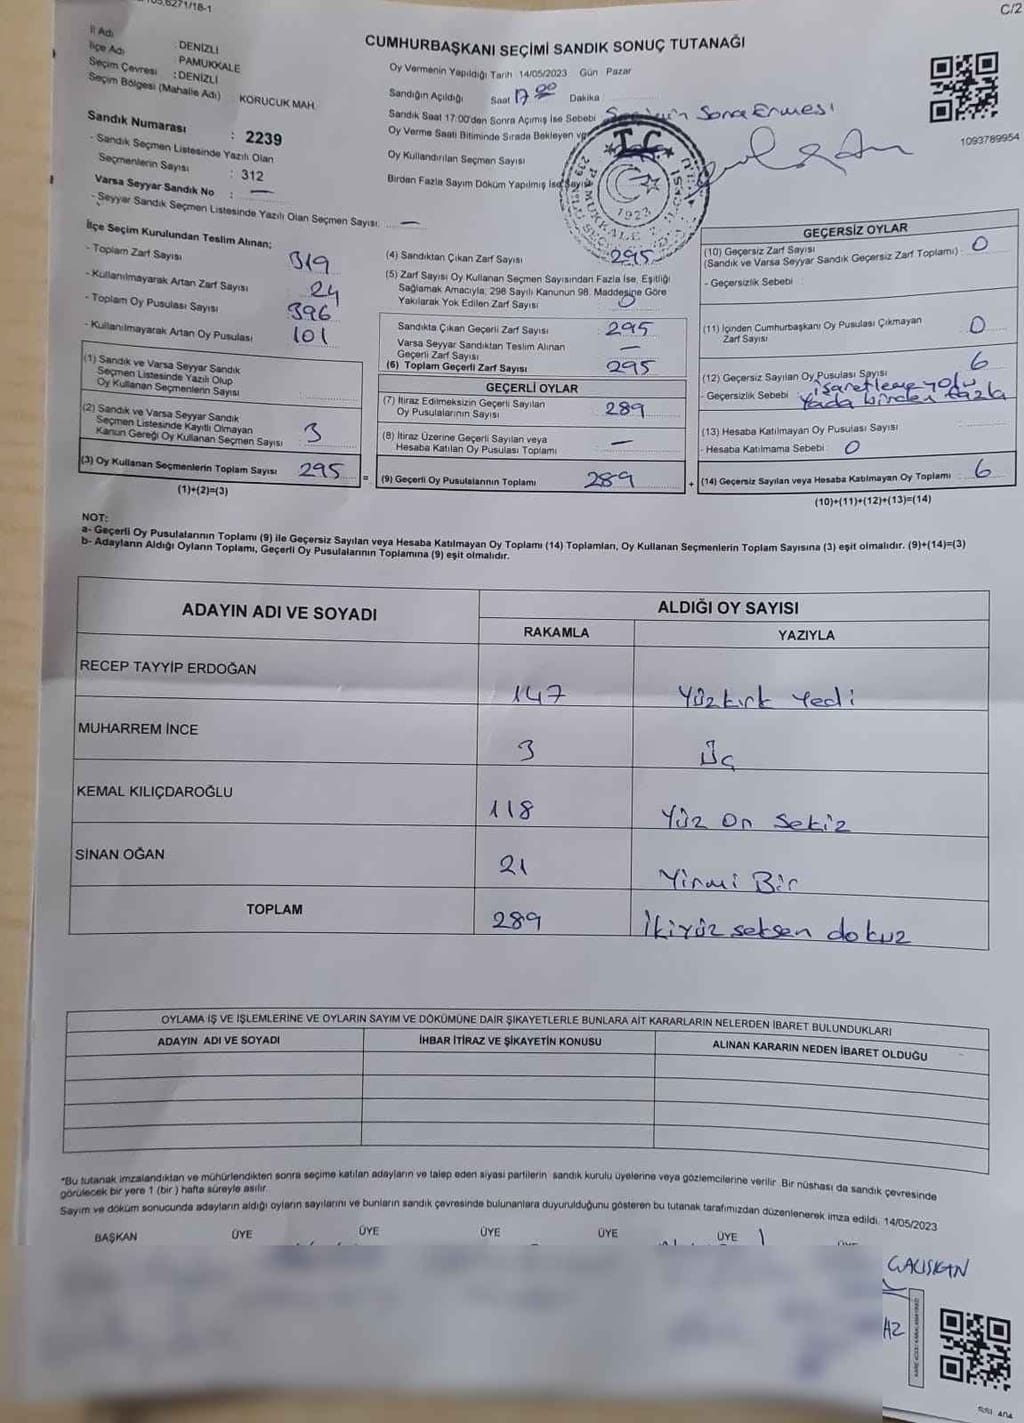 C/2
CUMHURBAŞKANI SEÇİMİ SANDIK SONUÇ TUTANAĞI
İl Adı : DENİZLİ
İlçe Adı : PAMUKKALE
Seçim Çevresi : DENİZLİ
Seçim Bölgesi (Mahalle Adı) : KORUCUK MAH.
Sandık Numarası : 2239
- Sandık Seçmen Listesinde Yazılı Olan
Seçmenlerin Sayısı : 312
Varsa Seyyar Sandık No : —
- Seyyar Sandık Seçmen Listesinde Yazılı Olan Seçmen Sayısı: —
Oy Vermenin Yapıldığı Tarih 14/05/2023 Gün Pazar
Sandığın Açıldığı Saat 17 00 Dakika
Sandık Saat 17:00'den Sonra Açılmış İse Sebebi Seçimin Sona Ermesi
Oy Verme Saati Bitiminde Sırada Bekleyen
Oy Kullandırılan Seçmen Sayısı
Birden Fazla Sayım Döküm Yapılmış İse
T.C.
1923
1093789954
İlçe Seçim Kurulundan Teslim Alınan;
- Toplam Zarf Sayısı 319
- Kullanılmayarak Artan Zarf Sayısı 24
- Toplam Oy Pusulası Sayısı 396
- Kullanılmayarak Artan Oy Pusulası 101
(1) Sandık ve Varsa Seyyar Sandık
Seçmen Listesinde Yazılı Olup
Oy Kullanan Seçmenlerin Sayısı
(2) Sandık ve Varsa Seyyar Sandık
Seçmen Listesinde Kayıtlı Olmayan
Kanun Gereği Oy Kullanan Seçmen Sayısı 3
(3) Oy Kullanan Seçmenlerin Toplam Sayısı 295
(1)+(2)=(3)
(4) Sandıktan Çıkan Zarf Sayısı : 295
(5) Zarf Sayısı Oy Kullanan Seçmen Sayısından Fazla İse, Eşitliği
Sağlamak Amacıyla, 298 Sayılı Kanunun 98. Maddesine Göre
Yakılarak Yok Edilen Zarf Sayısı : 0
Sandıkta Çıkan Geçerli Zarf Sayısı : 295
Varsa Seyyar Sandıktan Teslim Alınan
Geçerli Zarf Sayısı : —
(6) Toplam Geçerli Zarf Sayısı : 295
GEÇERLİ OYLAR
(7) İtiraz Edilmeksizin Geçerli Sayılan
Oy Pusulalarının Sayısı : 289
(8) İtiraz Üzerine Geçerli Sayılan veya
Hesaba Katılan Oy Pusulası Toplamı : —
= (9) Geçerli Oy Pusulalarının Toplamı 289
GEÇERSİZ OYLAR
(10) Geçersiz Zarf Sayısı
(Sandık ve Varsa Seyyar Sandık Geçersiz Zarf Toplamı) : 0
- Geçersizlik Sebebi :
(11) İçinden Cumhurbaşkanı Oy Pusulası Çıkmayan
Zarf Sayısı : 0
(12) Geçersiz Sayılan Oy Pusulası Sayısı : 6
- Geçersizlik Sebebi : işaretleme yolu
Yada birden fazla
(13) Hesaba Katılmayan Oy Pusulası Sayısı :
- Hesaba Katılmama Sebebi: 0
+ (14) Geçersiz Sayılan veya Hesaba Katılmayan Oy Toplamı : 6
(10)+(11)+(12)+(13)=(14)
NOT:
a- Geçerli Oy Pusulalarının Toplamı (9) ile Geçersiz Sayılan veya Hesaba Katılmayan Oy Toplamı (14) Toplamları, Oy Kullanan Seçmenlerin Toplam Sayısına (3) eşit olmalıdır. (9)+(14)=(3)
b- Adayların Aldığı Oyların Toplamı, Geçerli Oy Pusulalarının Toplamına (9) eşit olmalıdır.
ADAYIN ADI VE SOYADI ALDIĞI OY SAYISI
RAKAMLA YAZIYLA
RECEP TAYYİP ERDOĞAN 147 Yüzkırk Yedi
MUHARREM İNCE 3 Üç
KEMAL KILIÇDAROĞLU 118 Yüz On Sekiz
SİNAN OĞAN 21 Yirmi Bir
TOPLAM 289 İkiyüz seksen dokuz
OYLAMA İŞ VE İŞLEMLERİNE VE OYLARIN SAYIM VE DÖKÜMÜNE DAİR ŞİKAYETLERLE BUNLARA AİT KARARLARIN NELERDEN İBARET BULUNDUKLARI
ADAYIN ADI VE SOYADI İHBAR İTİRAZ VE ŞİKAYETİN KONUSU ALINAN KARARIN NEDEN İBARET OLDUĞU
*Bu tutanak imzalandıktan ve mühürlendikten sonra seçime katılan adayların ve talep eden siyasi partilerin sandık kurulu üyelerine veya gözlemcilerine verilir. Bir nüshası da sandık çevresinde
görülecek bir yere 1 (bir) hafta süreyle asılır.
Sayım ve döküm sonucunda adayların aldığı oyların sayılarını ve bunların sandık çevresinde bulunanlara duyurulduğunu gösteren bu tutanak tarafımızdan düzenlenerek imza edildi. 14/05/2023
BAŞKAN ÜYE ÜYE ÜYE ÜYE ÜYE
ÇALIŞKAN